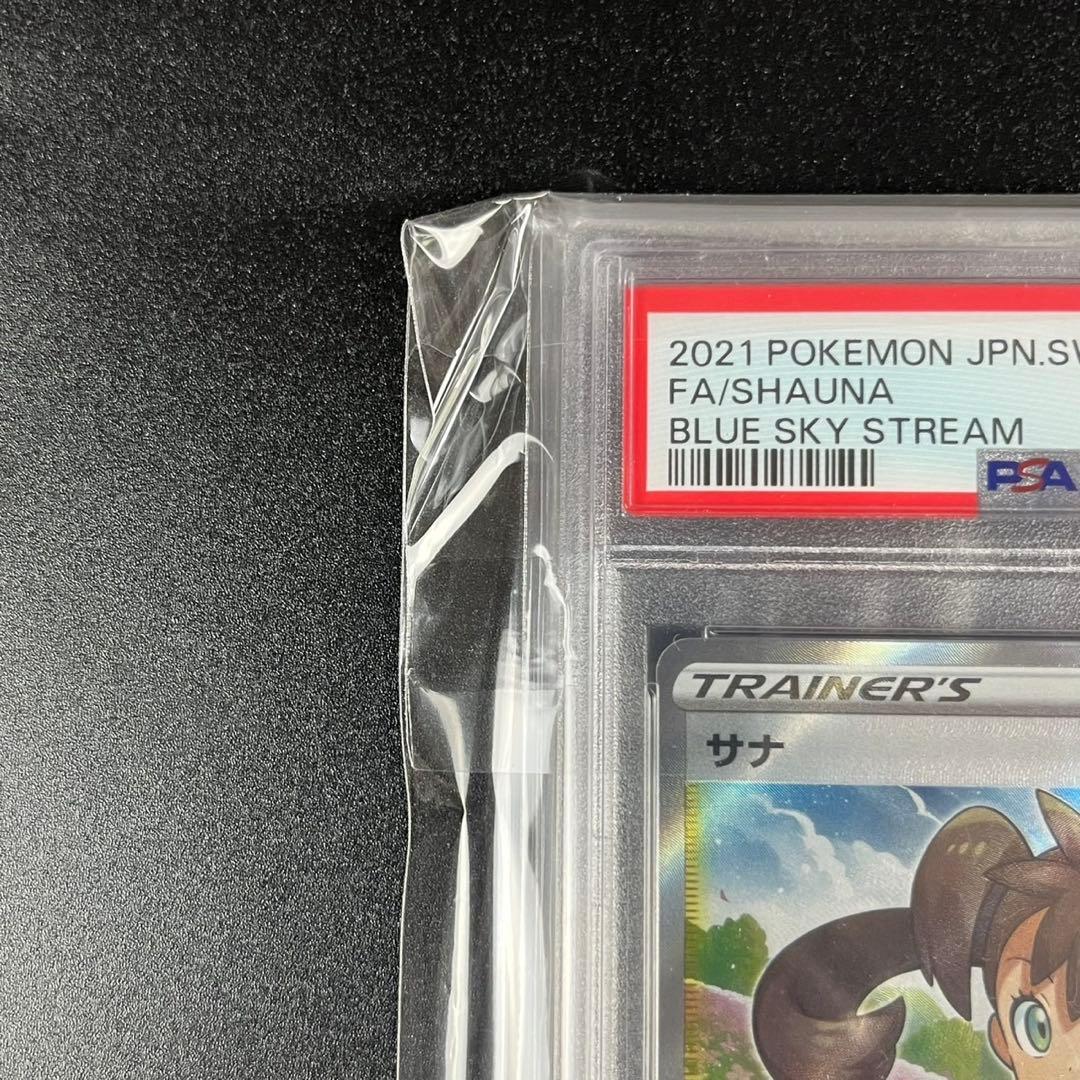 2021 POKEMON JPN.SW
FA/SHAUNA
BLUE SKY STREAM
PSA
TRAINER'S
サナ